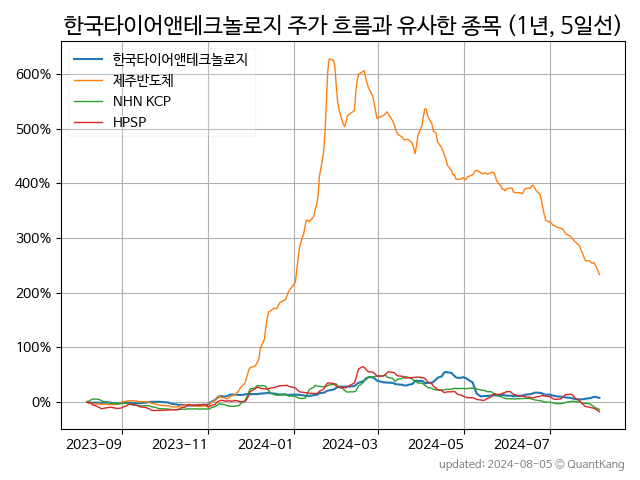 한국타이어앤테크놀로지 주가 흐름과 유사한 종목 (1년, 5일선)
한국타이어앤테크놀로지
제주반도체
NHN KCP
HPSP
600%
500%
400%
300%
200%
100%
0%
2023-09 2023-11 2024-01 2024-03 2024-05 2024-07
updated: 2024-08-05 © QuantKang